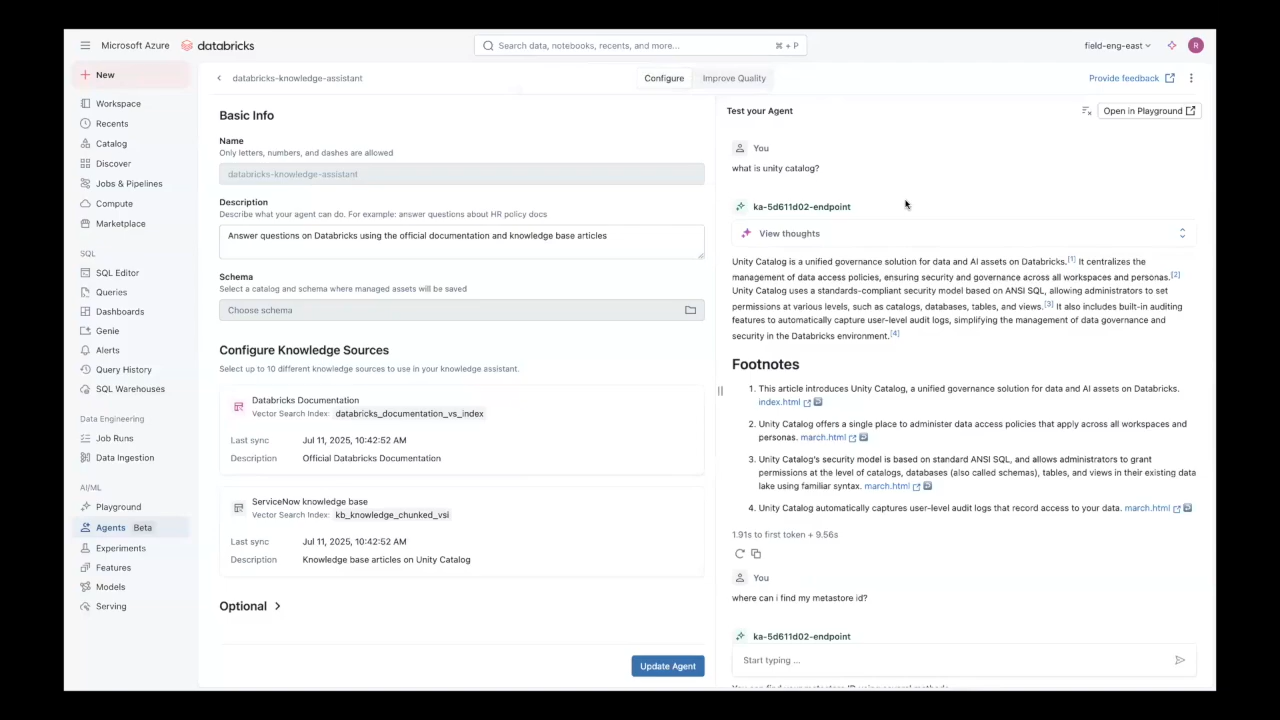 Microsoft Azure databricks
Search data, notebooks, recents, and more... ⌘ + P
field-eng-east
R
New
Workspace
Recents
Catalog
Discover
Jobs & Pipelines
Compute
Marketplace
SQL
SQL Editor
Queries
Dashboards
Genie
Alerts
Query History
SQL Warehouses
Data Engineering
Job Runs
Data Ingestion
AI/ML
Playground
Agents Beta
Experiments
Features
Models
Serving
databricks-knowledge-assistant
Configure Improve Quality
Provide feedback
Basic Info
Name
Only letters, numbers, and dashes are allowed
databricks-knowledge-assistant
Description
Describe what your agent can do. For example: answer questions about HR policy docs
Answer questions on Databricks using the official documentation and knowledge base articles
Schema
Select a catalog and schema where managed assets will be saved
Choose schema
Configure Knowledge Sources
Select up to 10 different knowledge sources to use in your knowledge assistant.
Databricks Documentation
Vector Search Index: databricks_documentation_vs_index
Last sync Jul 11, 2025, 10:42:52 AM
Description Official Databricks Documentation
ServiceNow knowledge base
Vector Search Index: kb_knowledge_chunked_vsi
Last sync Jul 11, 2025, 10:42:52 AM
Description Knowledge base articles on Unity Catalog
Optional
Update Agent
Test your Agent
Open in Playground
You
what is unity catalog?
ka-5d611d02-endpoint
View thoughts
Unity Catalog is a unified governance solution for data and AI assets on Databricks.[1] It centralizes the
management of data access policies, ensuring security and governance across all workspaces and personas.[2]
Unity Catalog uses a standards-compliant security model based on ANSI SQL, allowing administrators to set
permissions at various levels, such as catalogs, databases, tables, and views.[3] It also includes built-in auditing
features to automatically capture user-level audit logs, simplifying the management of data governance and
security in the Databricks environment.[4]
Footnotes
1. This article introduces Unity Catalog, a unified governance solution for data and AI assets on Databricks.
index.html
2. Unity Catalog offers a single place to administer data access policies that apply across all workspaces and
personas. march.html
3. Unity Catalog's security model is based on standard ANSI SQL, and allows administrators to grant
permissions at the level of catalogs, databases (also called schemas), tables, and views in their existing data
lake using familiar syntax. march.html
4. Unity Catalog automatically captures user-level audit logs that record access to your data. march.html
1.91s to first token + 9.56s
You
where can i find my metastore id?
ka-5d611d02-endpoint
Start typing ...